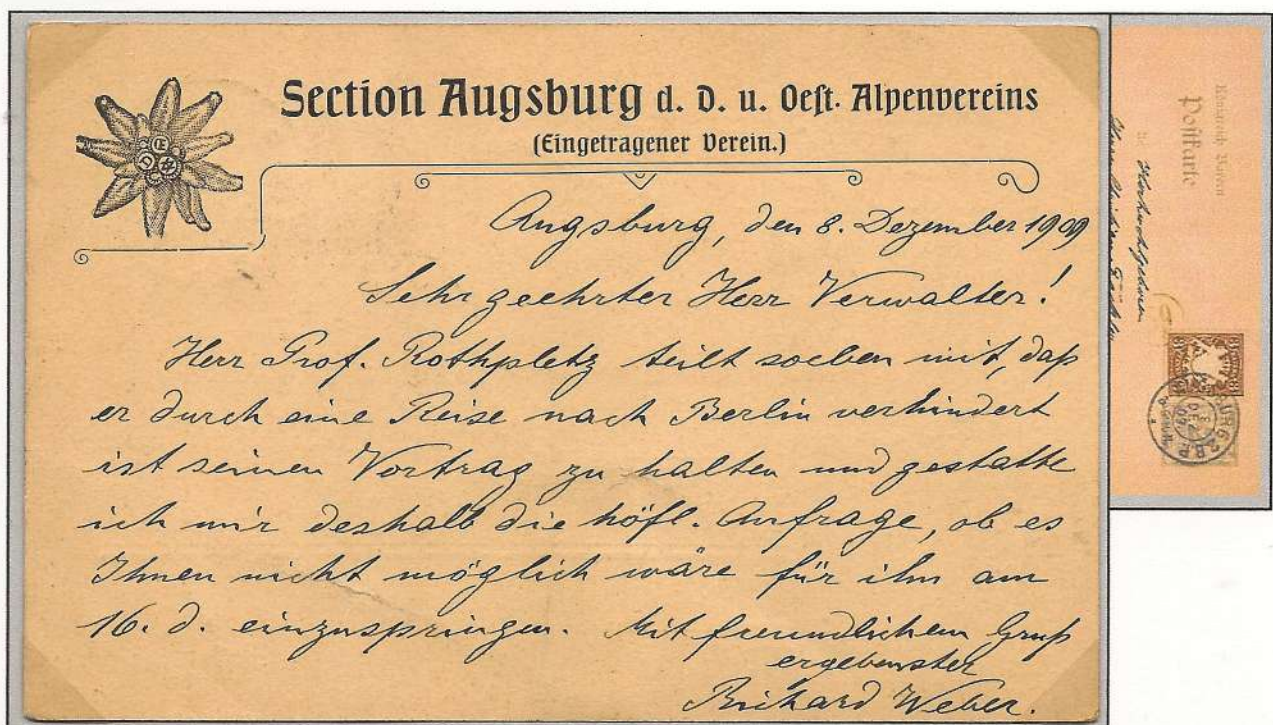 Section Augsburg d. D. u. Oest. Alpenvereins
(Eingetragener Verein.)
Augsburg, den 8. Dezember 1909
Sehr geehrter Herr Verwalter!
Herr Prof. Rothpletz teilt soeben mit, daß
er durch eine Reise nach Berlin verhindert
ist seinen Vortrag zu halten und gestatte
ich mir deshalb die höfl. Anfrage, ob es
Ihnen nicht möglich wäre für ihn am
16. d. einzuspringen. Mit freundlichem Gruß
ergebenster
Richard Weber.
Königreich Bayern
Postkarte